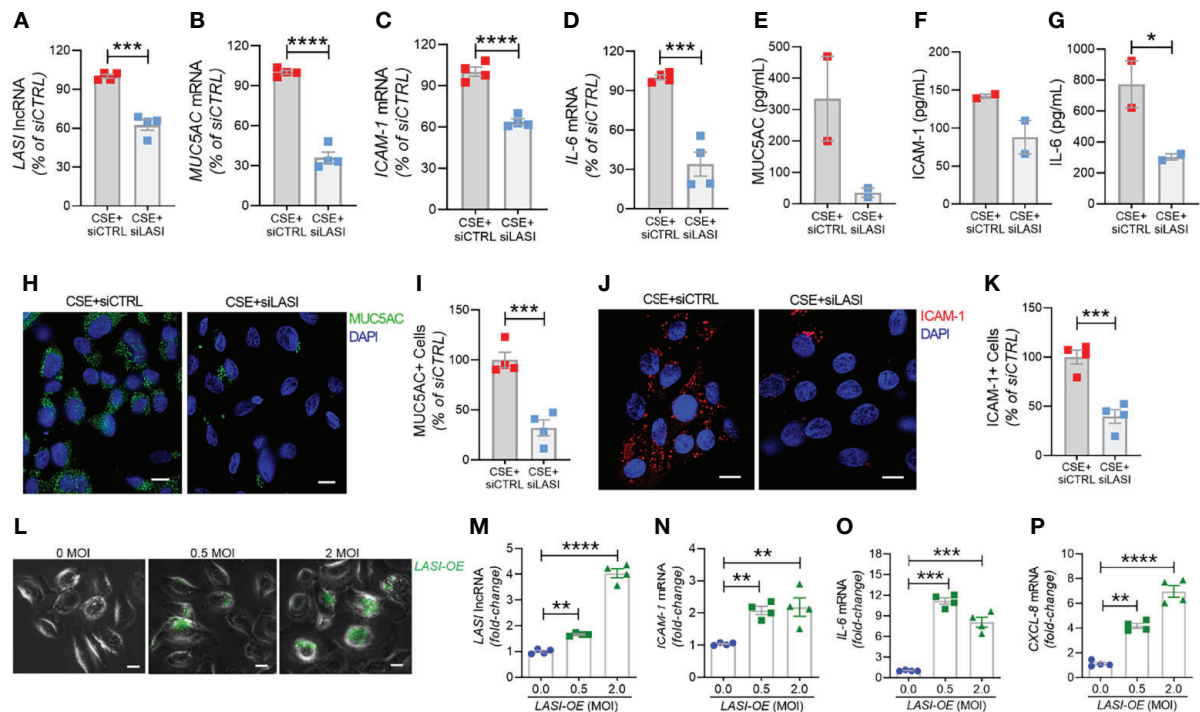 A
LASI lncRNA
(% of siCTRL)
120
90
60
30
0
***
CSE+
siCTRL
CSE+
siLASI
B
MUC5AC mRNA
(% of siCTRL)
120
90
60
30
0
****
CSE+
siCTRL
CSE+
siLASI
C
ICAM-1 mRNA
(% of siCTRL)
120
90
60
30
0
****
CSE+
siCTRL
CSE+
siLASI
D
IL-6 mRNA
(% of siCTRL)
120
90
60
30
0
***
CSE+
siCTRL
CSE+
siLASI
E
MUC5AC
(pg/mL)
500
400
300
200
100
0
CSE+
siCTRL
CSE+
siLASI
F
ICAM-1
(pg/mL)
200
150
100
50
0
CSE+
siCTRL
CSE+
siLASI
G
IL-6
(pg/mL)
1000
800
600
400
200
0
*
CSE+
siCTRL
CSE+
siLASI
H
CSE+siCTRL
CSE+siLASI
MUC5AC
DAPI
I
MUC5AC+ Cells
(% of siCTRL)
150
100
50
0
***
CSE+
siCTRL
CSE+
siLASI
J
CSE+siCTRL
CSE+siLASI
ICAM-1
DAPI
K
ICAM-1+ Cells
(% of siCTRL)
150
100
50
0
***
CSE+
siCTRL
CSE+
siLASI
L
0 MOI
0.5 MOI
2 MOI
LASI-OE
M
LASI lncRNA
(fold-change)
5
4
3
2
1
0
****
**
0.0
0.5
2.0
LASI-OE (MOI)
N
ICAM-1 mRNA
(fold-change)
4
3
2
1
0
**
**
0.0
0.5
2.0
LASI-OE (MOI)
O
IL-6 mRNA
(fold-change)
18
15
12
9
6
3
0
***
***
0.0
0.5
2.0
LASI-OE (MOI)
P
CXCL-8 mRNA
(fold-change)
10
8
6
4
2
0
****
**
0.0
0.5
2.0
LASI-OE (MOI)